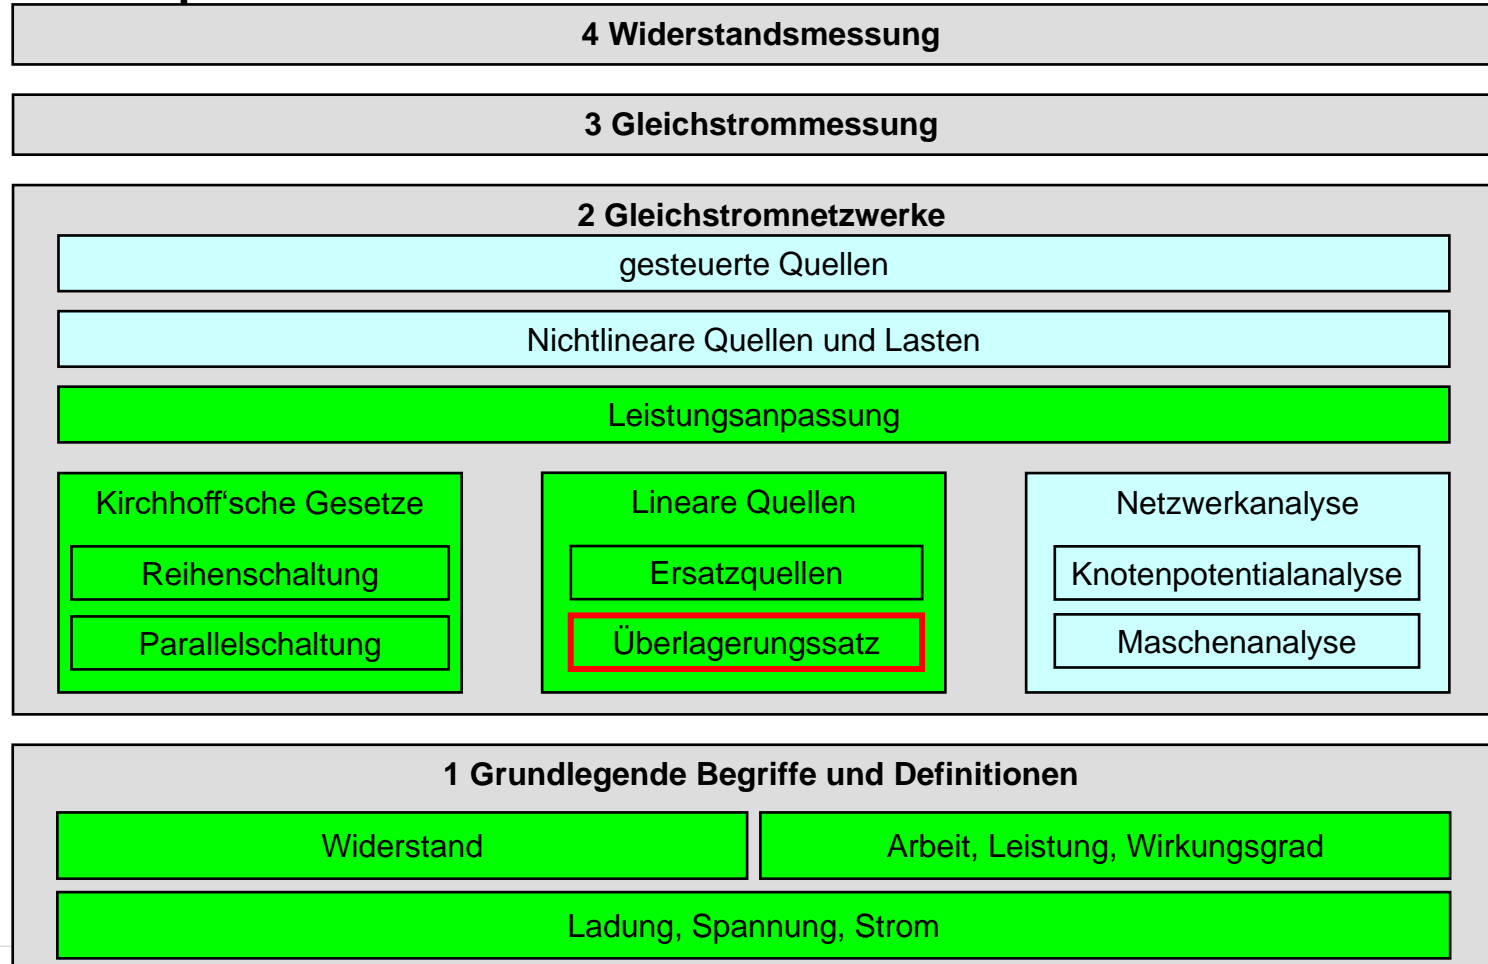 4 Widerstandsmessung
3 Gleichstrommessung
2 Gleichstromnetzwerke
gesteuerte Quellen
Nichtlineare Quellen und Lasten
Leistungsanpassung
Kirchhoff‘sche Gesetze
Reihenschaltung
Parallelschaltung
Lineare Quellen
Ersatzquellen
Überlagerungssatz
Netzwerkanalyse
Knotenpotentialanalyse
Maschenanalyse
1 Grundlegende Begriffe und Definitionen
Widerstand
Arbeit, Leistung, Wirkungsgrad
Ladung, Spannung, Strom